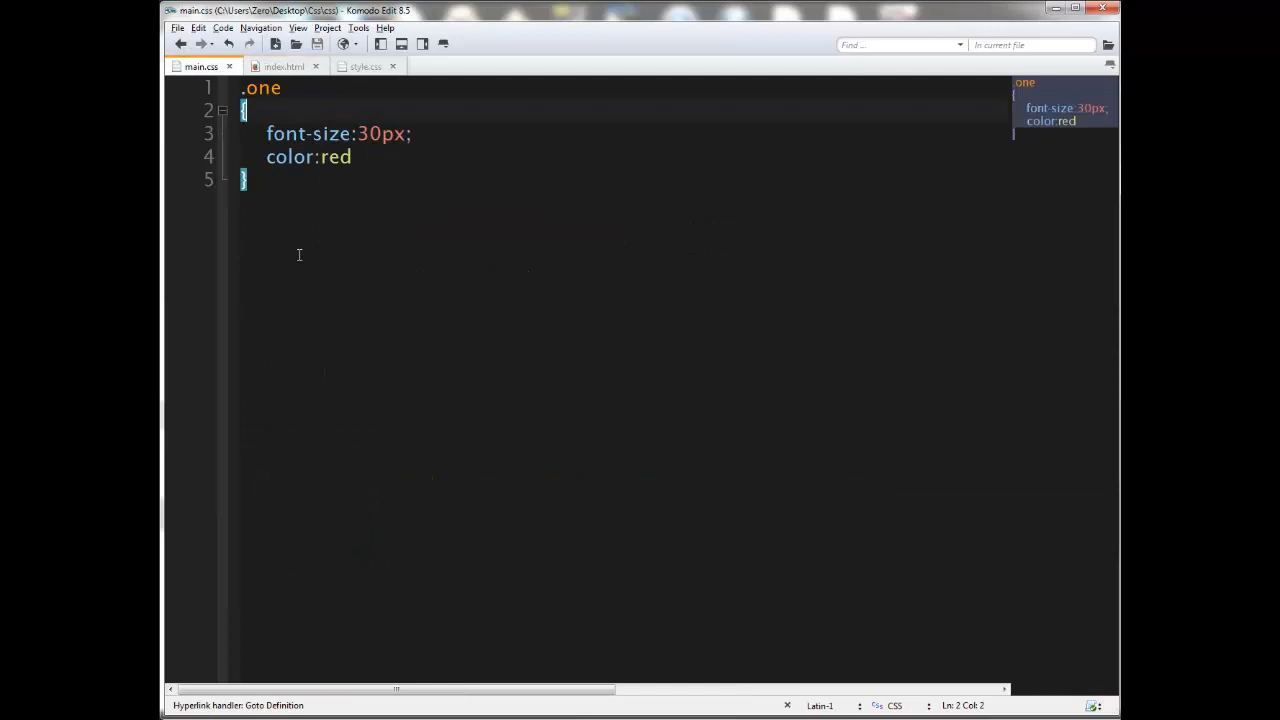 main.css (C:\Users\Zero\Desktop\Css\css) - Komodo Edit 8.5
File Edit Code Navigation View Project Tools Help
Find ... In current file
main.css index.html style.css
1 .one
2 {
3 font-size:30px;
4 color:red
5 }
.one
{
font-size:30px;
color:red
}
Hyperlink handler: Goto Definition Latin-1 CSS Ln: 2 Col: 2